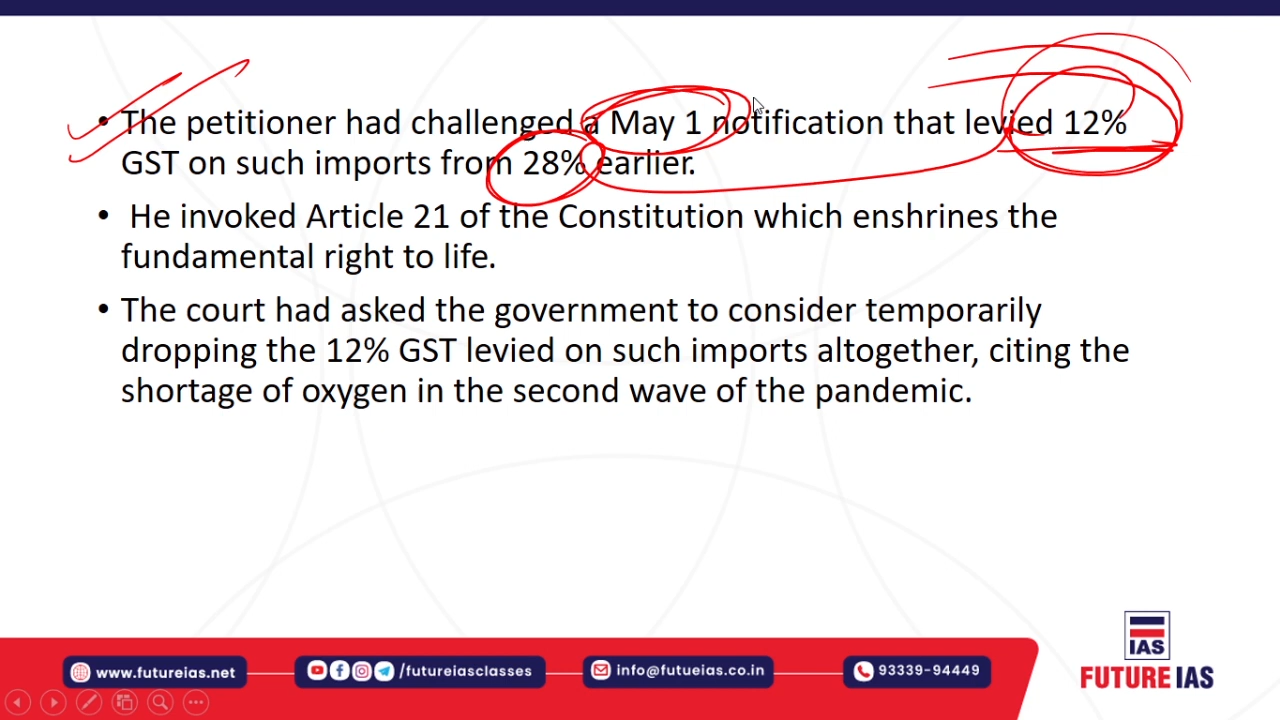 • The petitioner had challenged a May 1 notification that levied 12%
GST on such imports from 28% earlier.
• He invoked Article 21 of the Constitution which enshrines the
fundamental right to life.
• The court had asked the government to consider temporarily
dropping the 12% GST levied on such imports altogether, citing the
shortage of oxygen in the second wave of the pandemic.
IAS
www.futureias.net
/futureiasclasses
info@futueias.co.in
93339-94449
FUTURE IAS